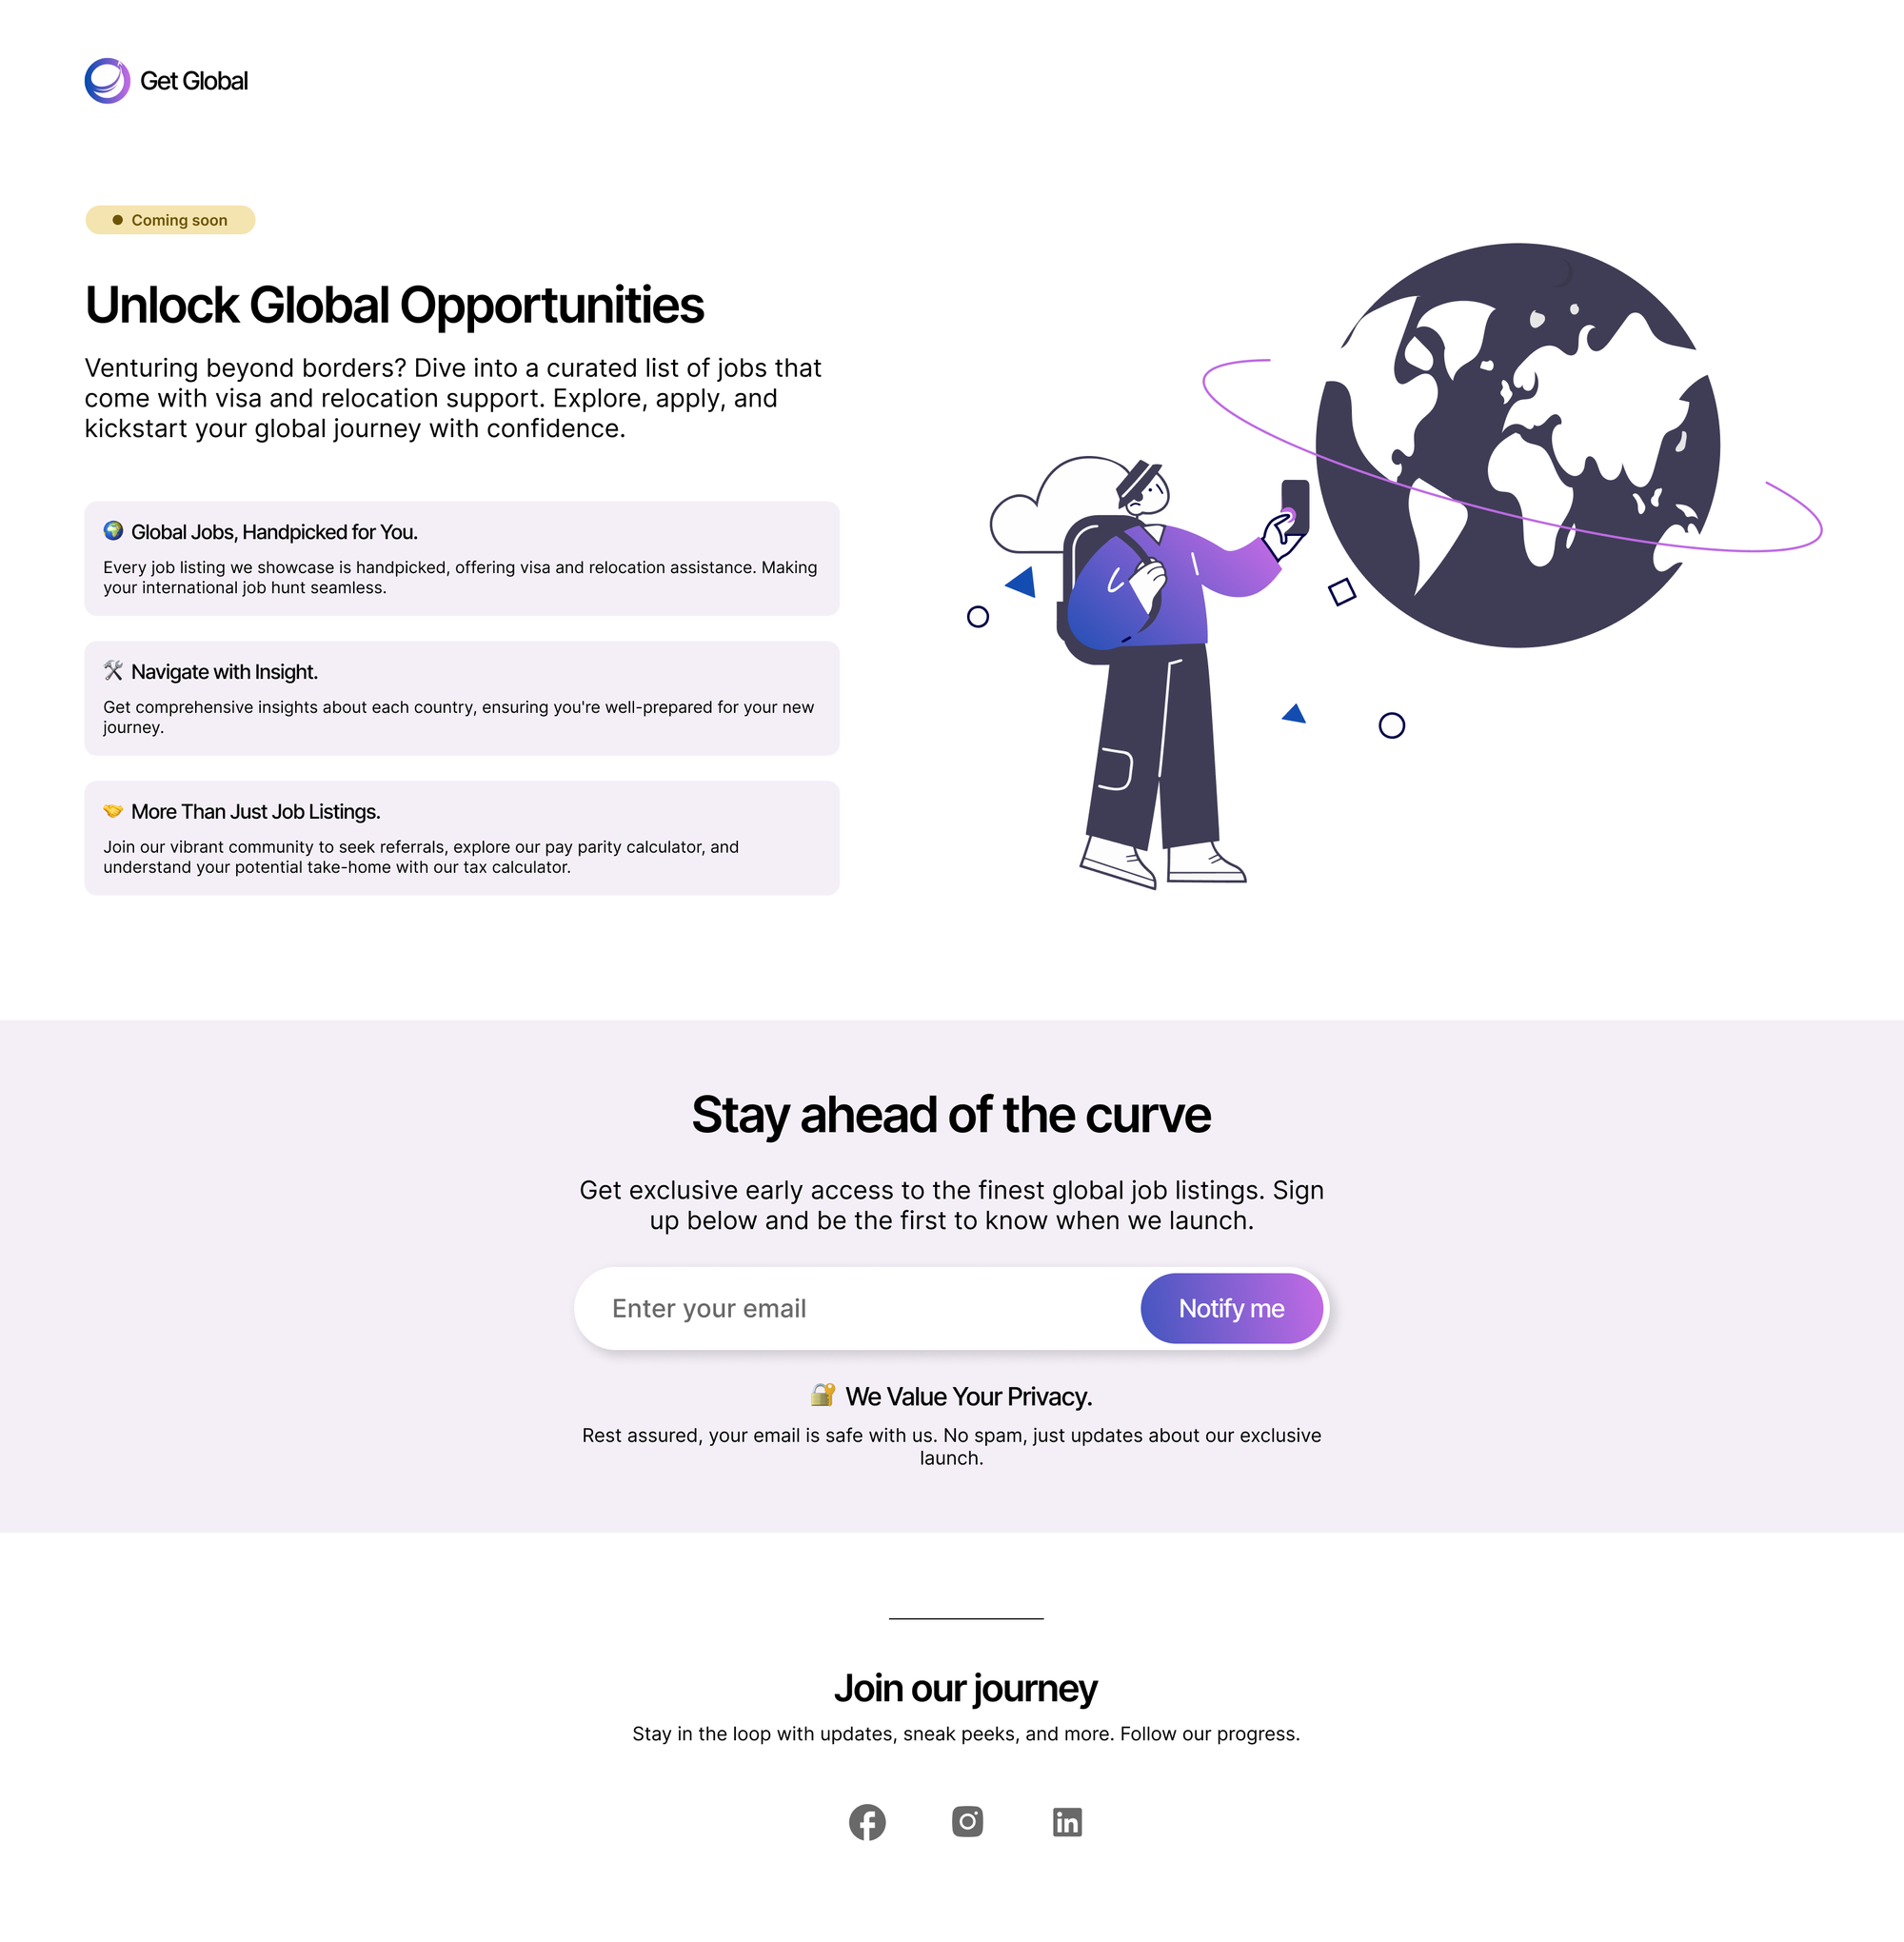 Get Global
Coming soon
Unlock Global Opportunities
Venturing beyond borders? Dive into a curated list of jobs that
come with visa and relocation support. Explore, apply, and
kickstart your global journey with confidence.
🌍 Global Jobs, Handpicked for You.
Every job listing we showcase is handpicked, offering visa and relocation assistance. Making
your international job hunt seamless.
🛠 Navigate with Insight.
Get comprehensive insights about each country, ensuring you're well-prepared for your new
journey.
🤝 More Than Just Job Listings.
Join our vibrant community to seek referrals, explore our pay parity calculator, and
understand your potential take-home with our tax calculator.
Stay ahead of the curve
Get exclusive early access to the finest global job listings. Sign
up below and be the first to know when we launch.
Enter your email
Notify me
🔐 We Value Your Privacy.
Rest assured, your email is safe with us. No spam, just updates about our exclusive
launch.
Join our journey
Stay in the loop with updates, sneak peeks, and more. Follow our progress.